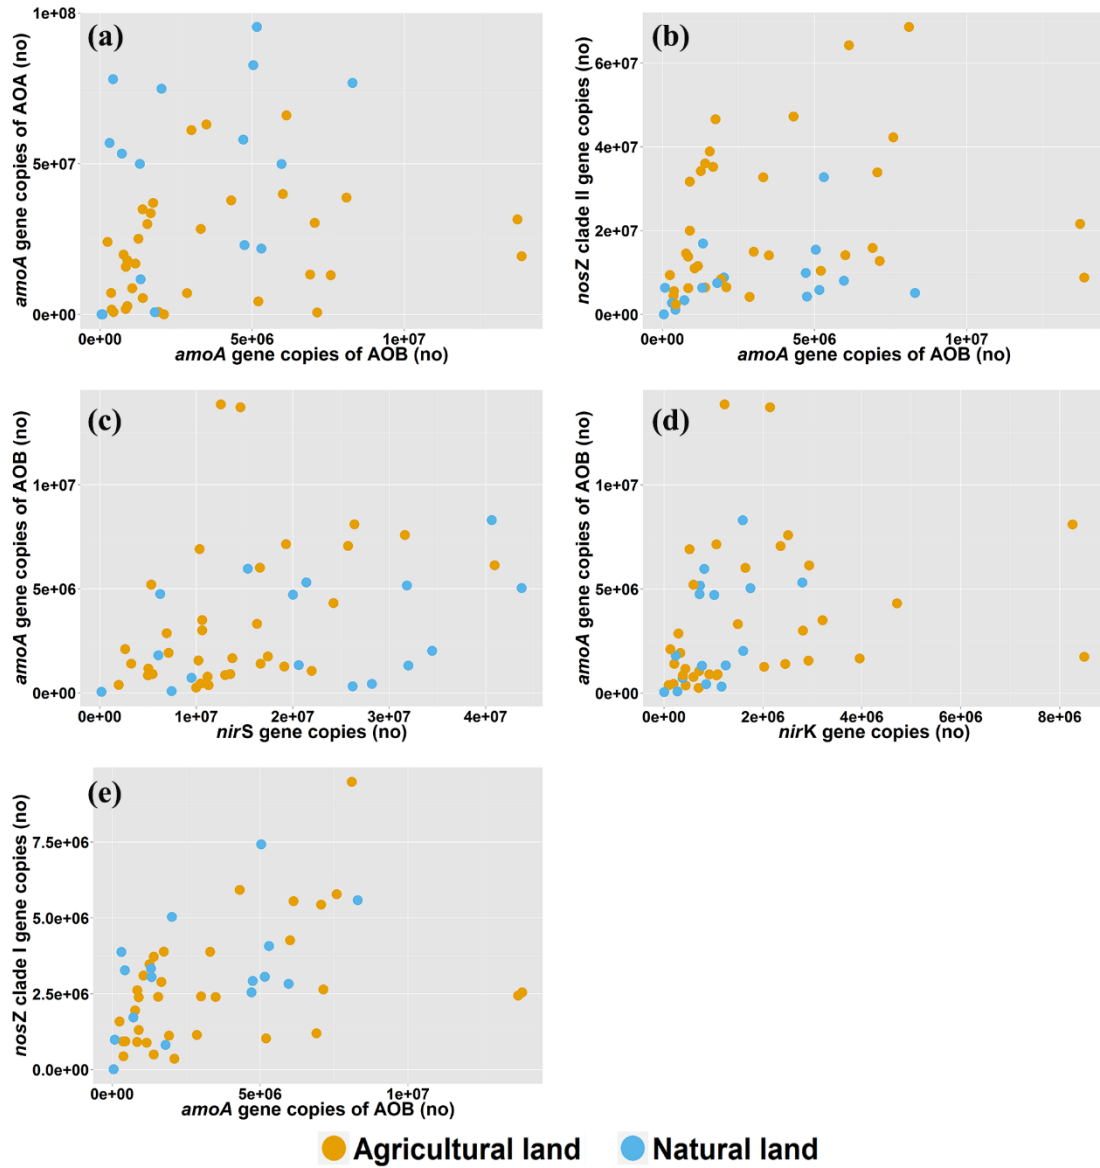 (a)
amoA gene copies of AOA (no)
1e+08
5e+07
0e+00
0e+00 5e+06 1e+07
amoA gene copies of AOB (no)
(b)
nosZ clade II gene copies (no)
6e+07
4e+07
2e+07
0e+00
0e+00 5e+06 1e+07
amoA gene copies of AOB (no)
(c)
amoA gene copies of AOB (no)
1e+07
5e+06
0e+00
0e+00 1e+07 2e+07 3e+07 4e+07
nirS gene copies (no)
(d)
amoA gene copies of AOB (no)
1e+07
5e+06
0e+00
0e+00 2e+06 4e+06 6e+06 8e+06
nirK gene copies (no)
(e)
nosZ clade I gene copies (no)
7.5e+06
5.0e+06
2.5e+06
0.0e+00
0e+00 5e+06 1e+07
amoA gene copies of AOB (no)
Agricultural land Natural land